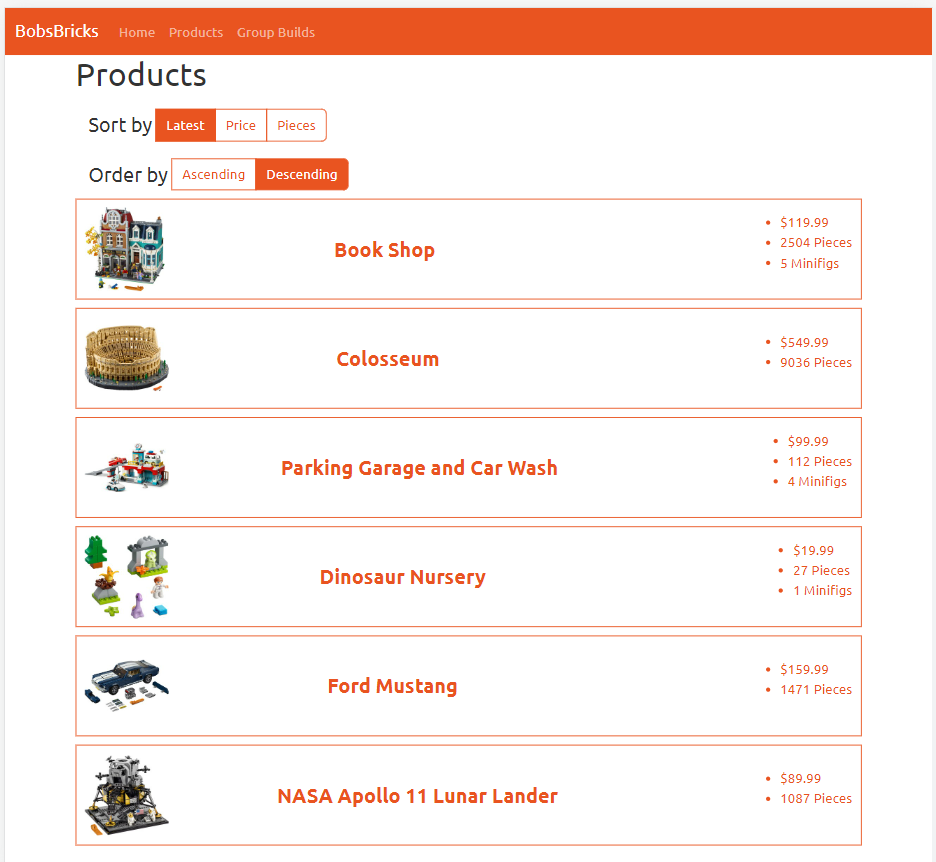 BobsBricks Home Products Group Builds
Products
Sort by Latest Price Pieces
Order by Ascending Descending
Book Shop
$119.99
2504 Pieces
5 Minifigs
Colosseum
$549.99
9036 Pieces
Parking Garage and Car Wash
$99.99
112 Pieces
4 Minifigs
Dinosaur Nursery
$19.99
27 Pieces
1 Minifigs
Ford Mustang
$159.99
1471 Pieces
NASA Apollo 11 Lunar Lander
$89.99
1087 Pieces